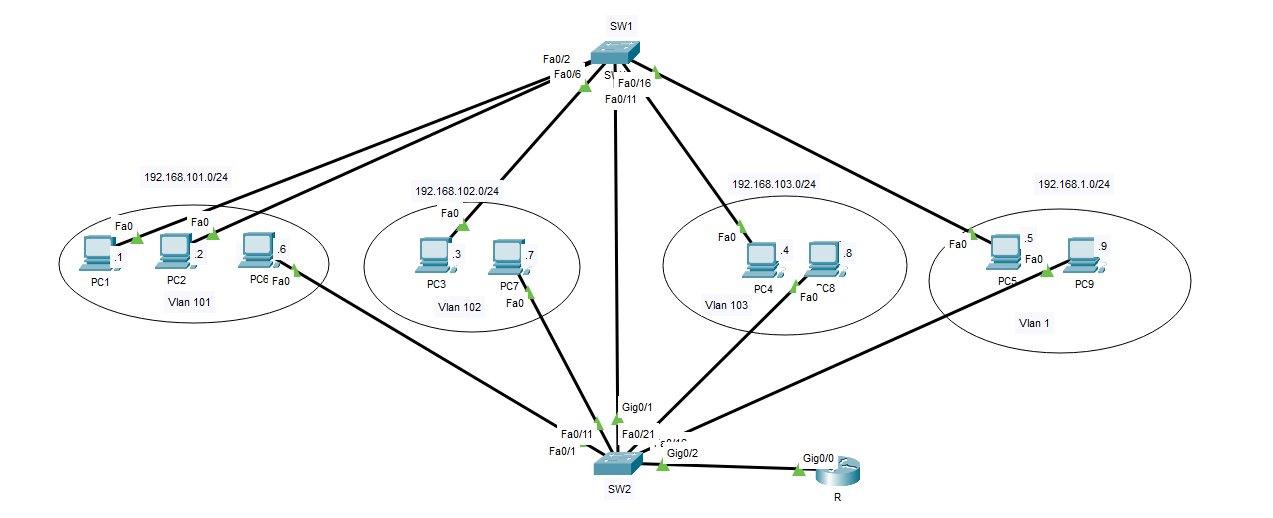 SW1
Fa0/2
Fa0/6
Fa0/16
Fa0/11
192.168.101.0/24
192.168.102.0/24
192.168.103.0/24
192.168.1.0/24
Fa0
Fa0
Fa0
Fa0
Fa0
.1
.2
.6
.3
.7
.4
.8
.5
.9
PC1
PC2
PC6
Fa0
PC3
PC7
Fa0
PC4
PC8
Fa0
PC5
Fa0
PC9
Vlan 101
Vlan 102
Vlan 103
Vlan 1
Gig0/1
Fa0/11
Fa0/21
Fa0/1
Gig0/2
Gig0/0
SW2
R